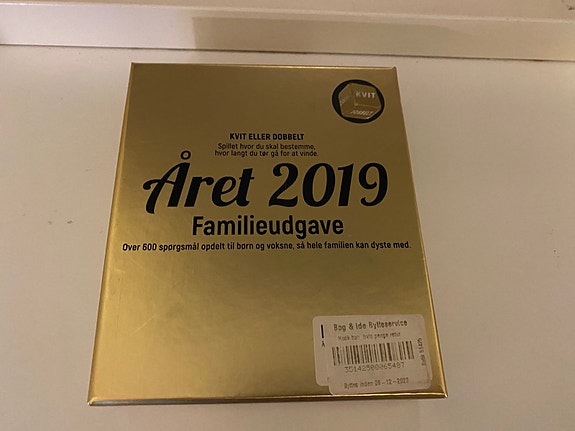 KVIT
KVIT ELLER DOBBELT
Spillet hvor du skal bestemme,
hvor langt du tør gå for at vinde.
Året 2019
Familieudgave
Over 600 spørgsmål opdelt til børn og voksne, så hele familien kan dyste med.
Bog & ide Bytteservice